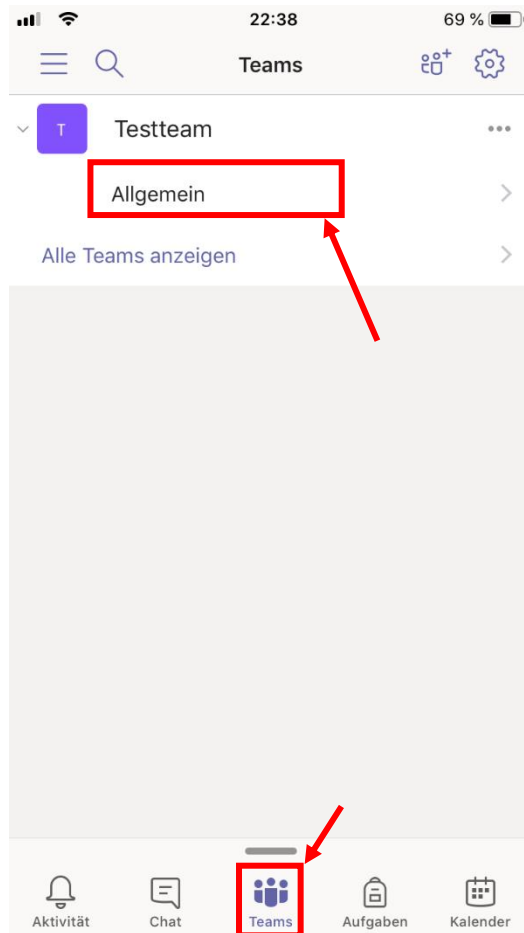 22:38
69 %
Teams
T
Testteam
Allgemein
Alle Teams anzeigen
Aktivität
Chat
Teams
Aufgaben
Kalender